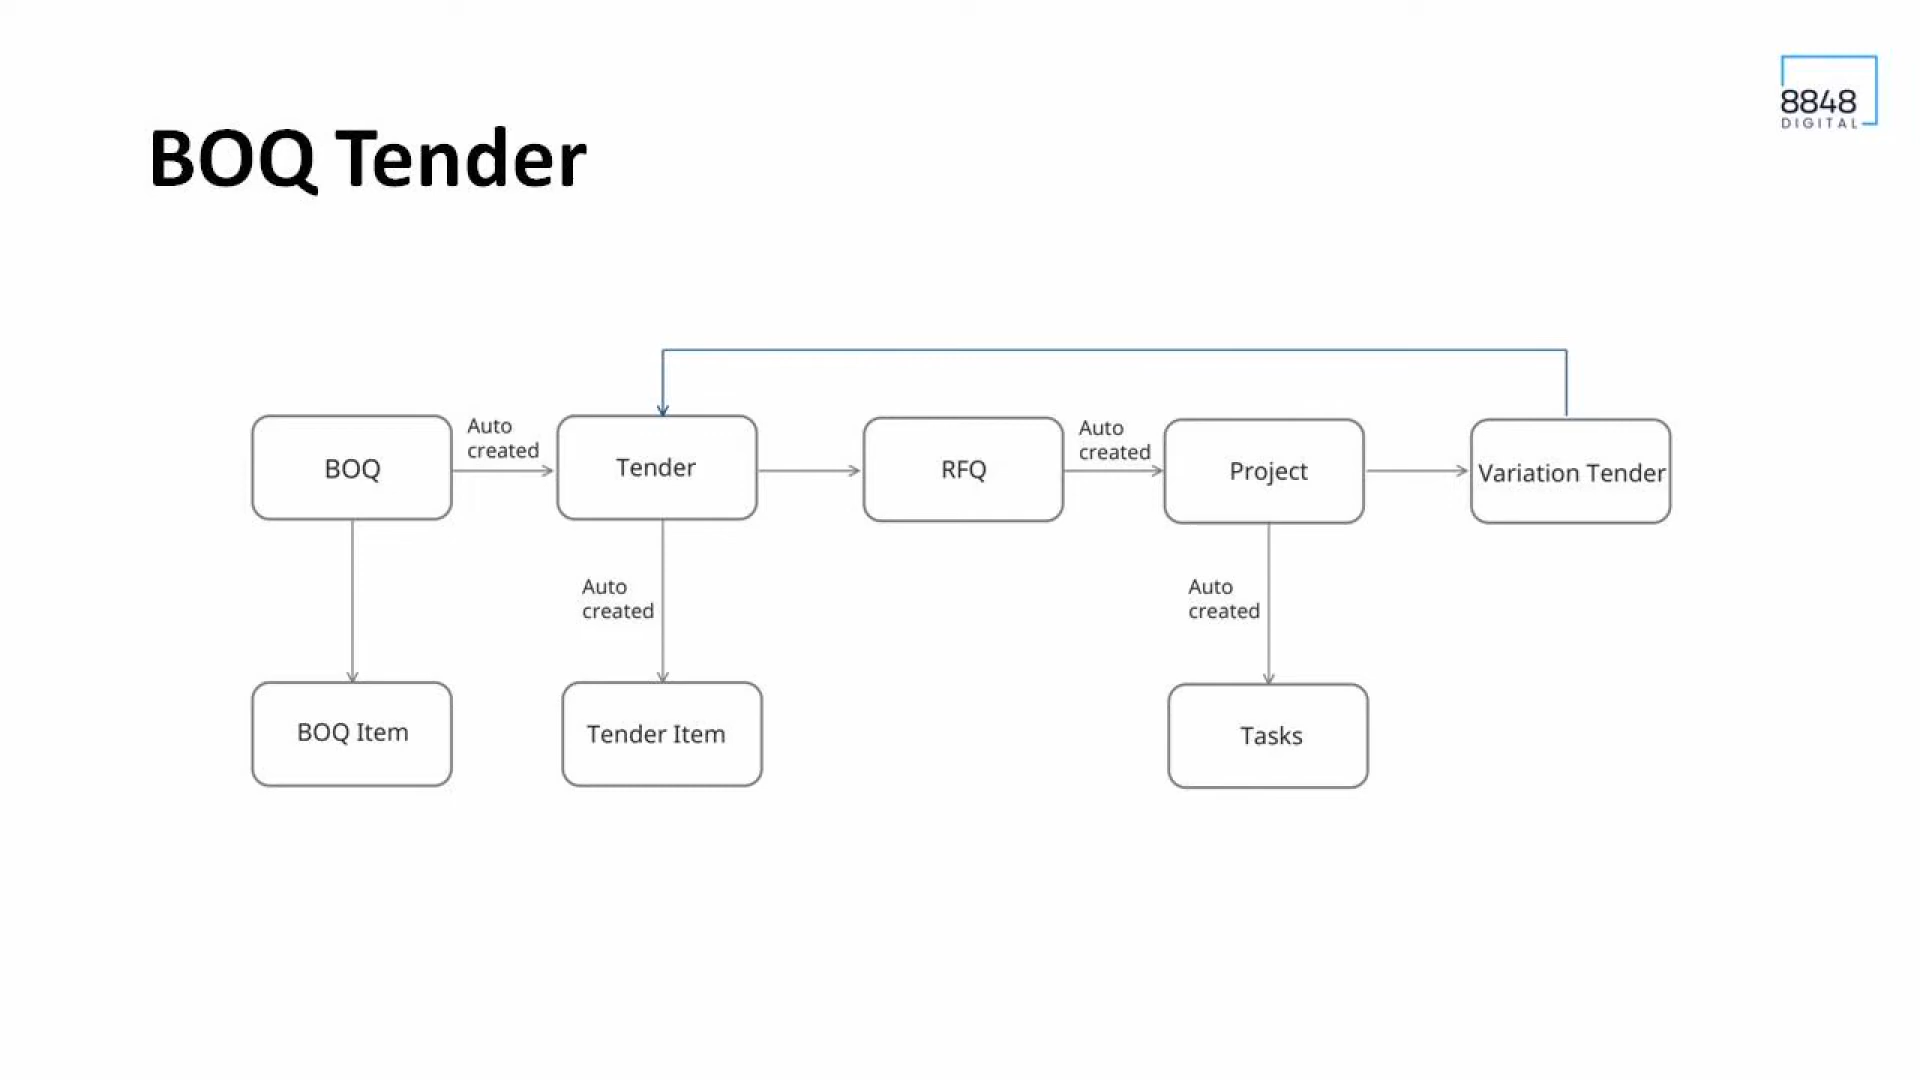 8848
DIGITAL
BOQ Tender
BOQ
Auto
created
Tender
RFQ
Auto
created
Project
Variation Tender
Auto
created
Auto
created
BOQ Item
Tender Item
Tasks